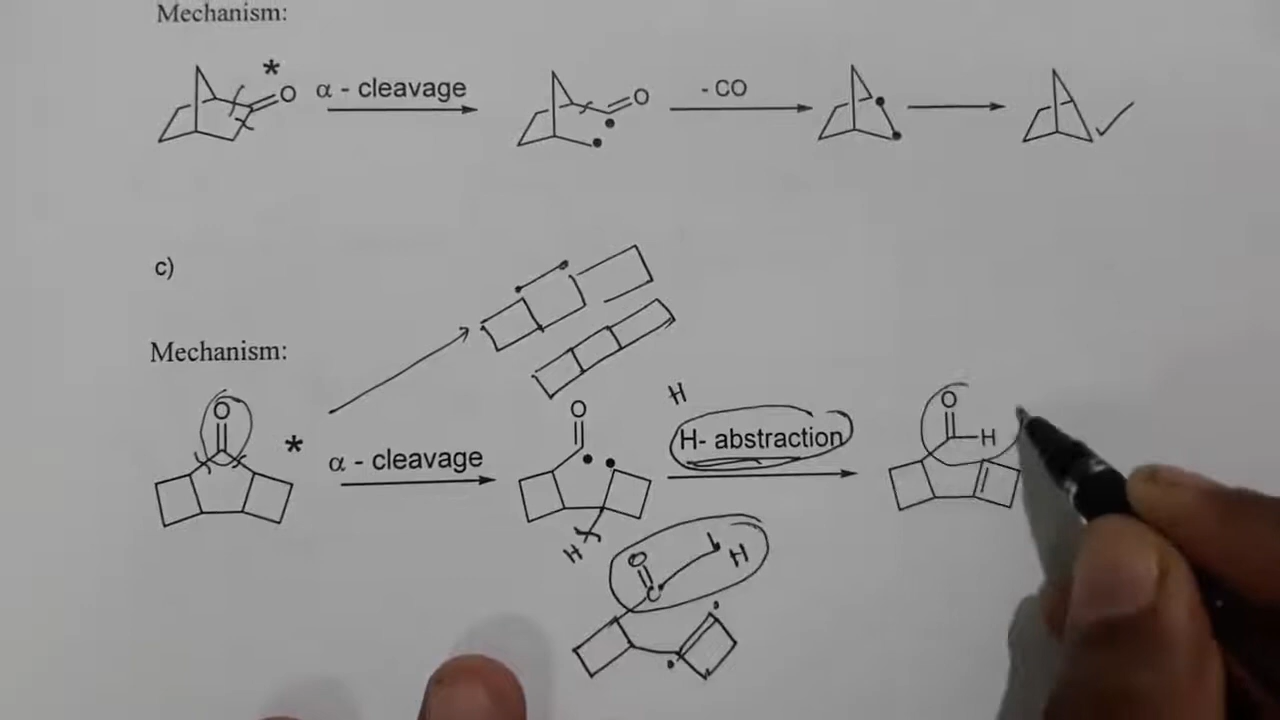 Mechanism:
* O α - cleavage O - CO
c)
Mechanism:
O * α - cleavage O H H- abstraction O H
H
O C H